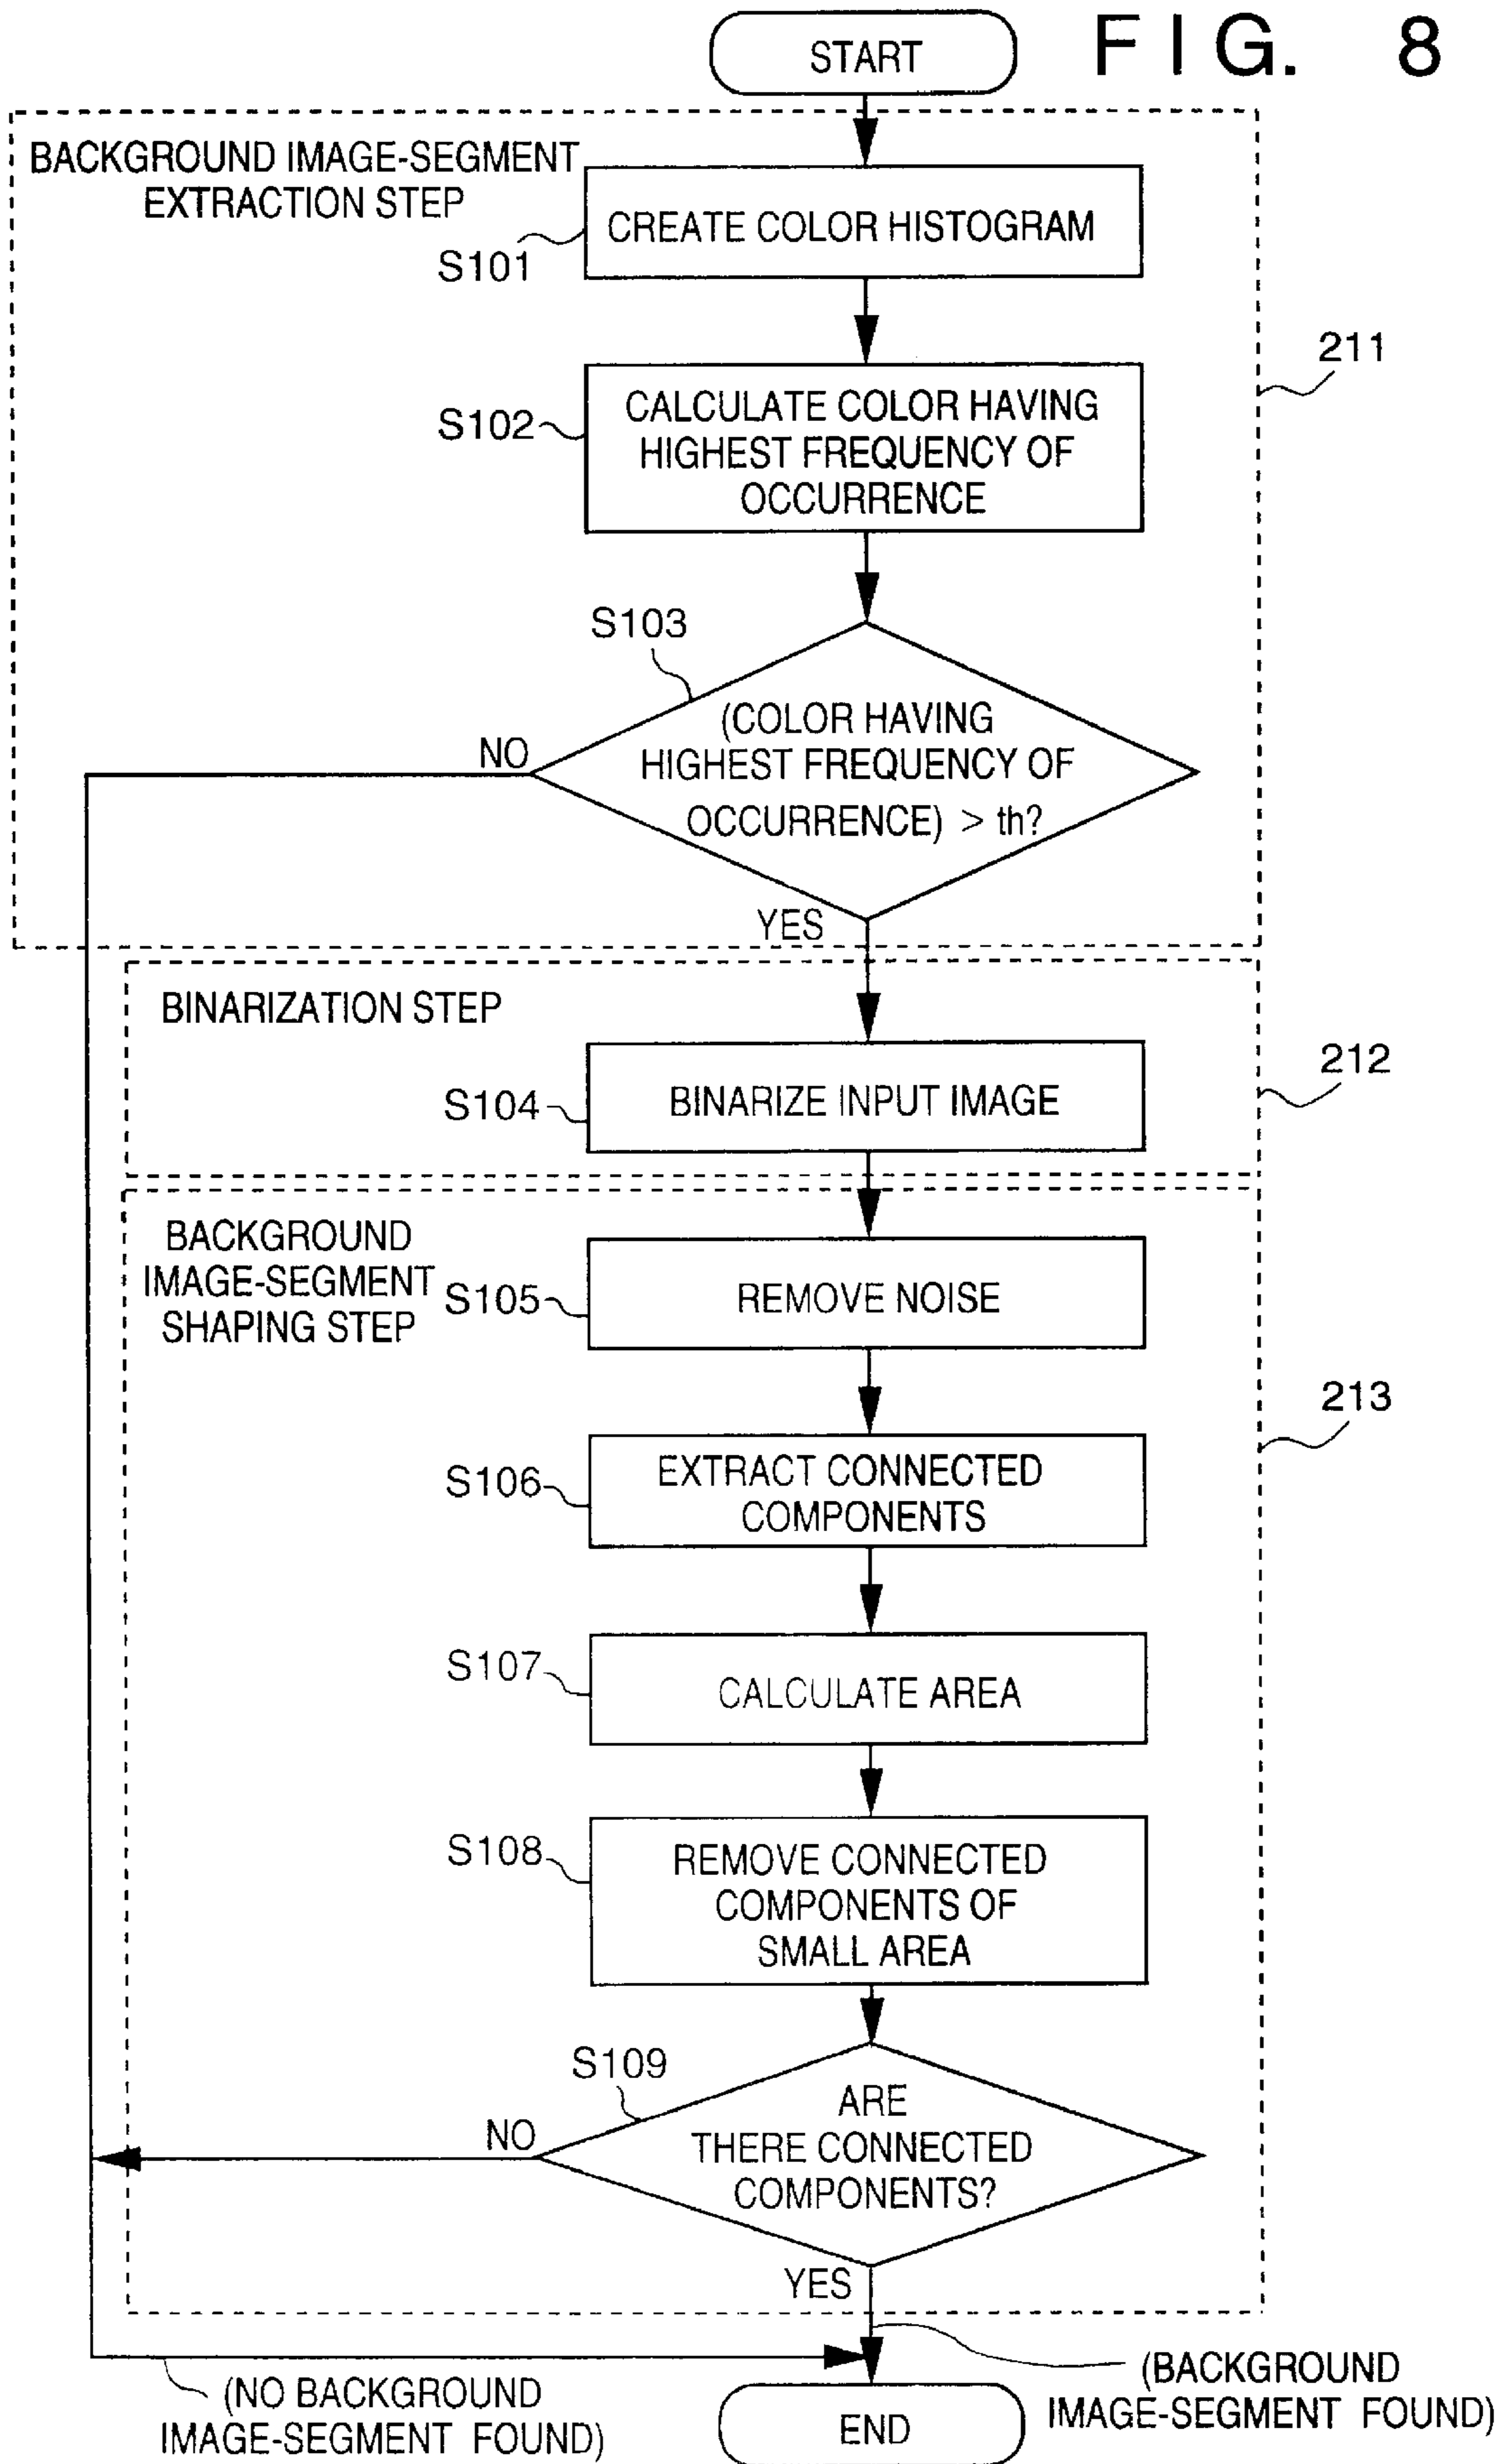 FIG. 8
START
BACKGROUND IMAGE-SEGMENT
EXTRACTION STEP
CREATE COLOR HISTOGRAM
S101
211
CALCULATE COLOR HAVING
HIGHEST FREQUENCY OF
OCCURRENCE
S102
S103
(COLOR HAVING
HIGHEST FREQUENCY OF
OCCURRENCE) > th?
NO
YES
BINARIZATION STEP
212
S104
BINARIZE INPUT IMAGE
BACKGROUND
IMAGE-SEGMENT
SHAPING STEP
S105
REMOVE NOISE
213
S106
EXTRACT CONNECTED
COMPONENTS
S107
CALCULATE AREA
S108
REMOVE CONNECTED
COMPONENTS OF
SMALL AREA
S109
ARE
THERE CONNECTED
COMPONENTS?
NO
YES
(NO BACKGROUND
IMAGE-SEGMENT FOUND)
END
(BACKGROUND
IMAGE-SEGMENT FOUND)